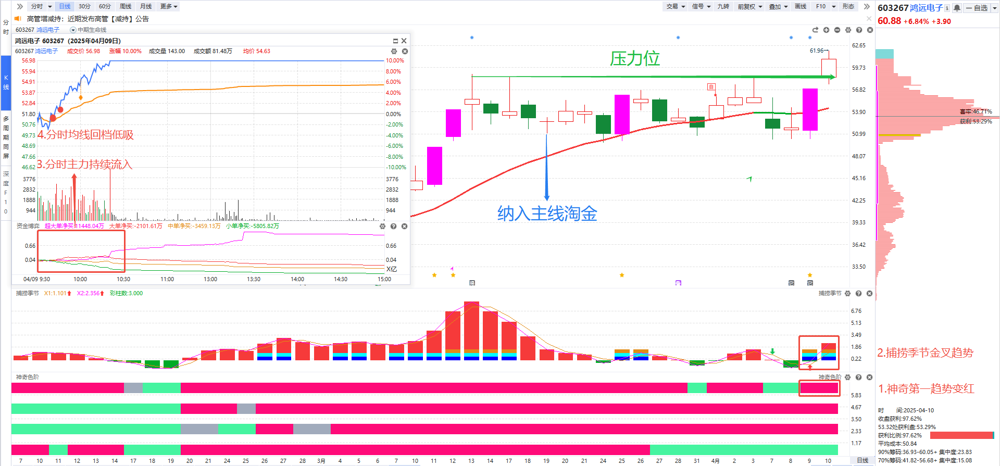 分时 日线 30分 60分 周线 月线 更多 交易 信号 九转 前复权 叠加 画线 F10 形态
603267 鸿远电子 自选
60.88 +6.84% +3.90
高管增减持：近期发布高管【减持】公告
603267 鸿远电子 中期生命线
分时
K线
多周期同屏
深度F10
鸿远电子 603267（2025年04月09日）
603267 鸿远电子 成交价 56.98 涨幅 10.00% 成交量 143.00 成交额 81.48万 均价 54.63
56.98 10.00%
55.94 8.00%
54.91 6.00%
53.87 4.00%
52.84 2.00%
51.80 0.00%
50.76 -2.00%
49.73 -4.00%
48.69 -6.00%
47.66 -8.00%
46.62 -10.00%
3776 3776
2832 2832
1888 1888
944 944
4.分时均线回档低吸
3.分时主力持续流入
资金博弈 超大单净买:11448.04万 大单净买:-2101.61万 中单净买:-3459.13万 小单净买:-5805.82万
0.66 0.66
0.04 0.04
X亿
04/09 9:30 10:00 10:30 11:00 13:00 13:30 14:00 14:30 15:00
压力位
61.96
纳入主线淘金
62.65
59.73
56.82
53.90
50.99
48.07
45.16
42.25
39.33
36.42
33.50
套牢:46.71%
获利:53.29%
捕捞季节 X1:1.101 X2:2.356 彩柱数:3.000 捕捞季节
6.76
5.13
3.49
1.86
0.22
2.捕捞季节金叉趋势
神奇色阶 神奇色阶
5.83
4.67
3.50
2.33
1.17
1.神奇第一趋势变红
时 间:2025-04-10
收盘获利:97.62%
53.32处获利盘:53.29%
获利比例:97.62%
平均成本:50.84
90%筹码:36.93-60.05+ 集中度:23.83
70%筹码:41.82-56.68+ 集中度:15.08
7 10 11 12 13 14 17 18 19 20 21 24 25 26 27 28 3月 4 5 6 7 10 11 12 13 14 17 18 19 20 21 24 25 26 27 28 31 4月 2 3 7 8 9 10 日线